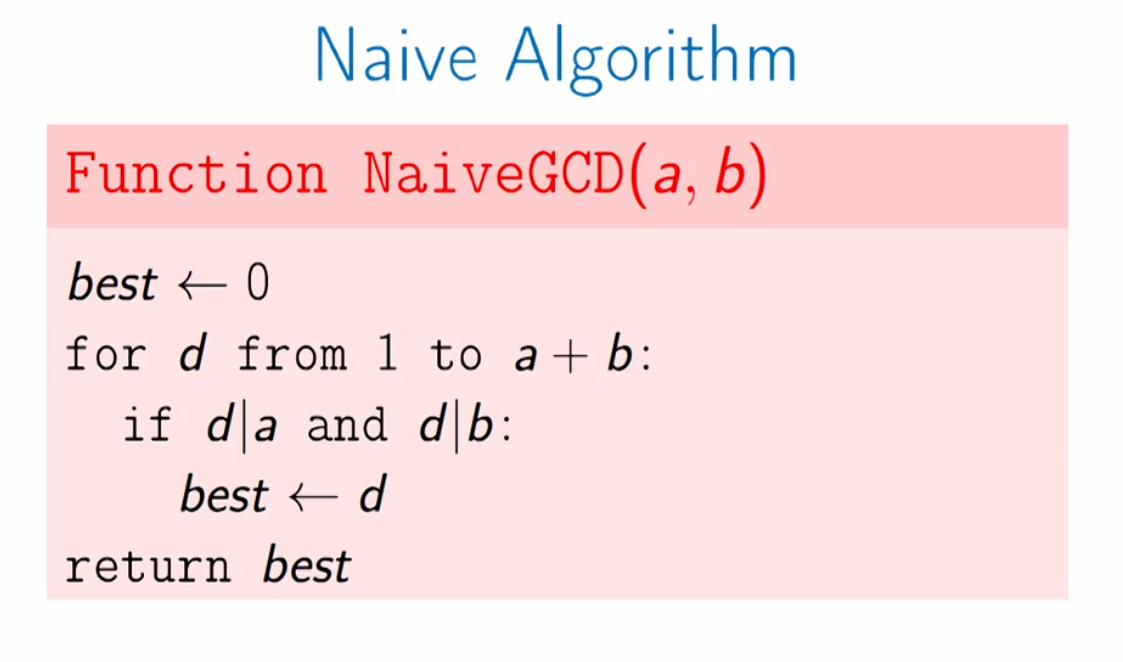 Naive Algorithm
Function NaiveGCD(a, b)
best ← 0
for d from 1 to a + b:
if d|a and d|b:
best ← d
return best